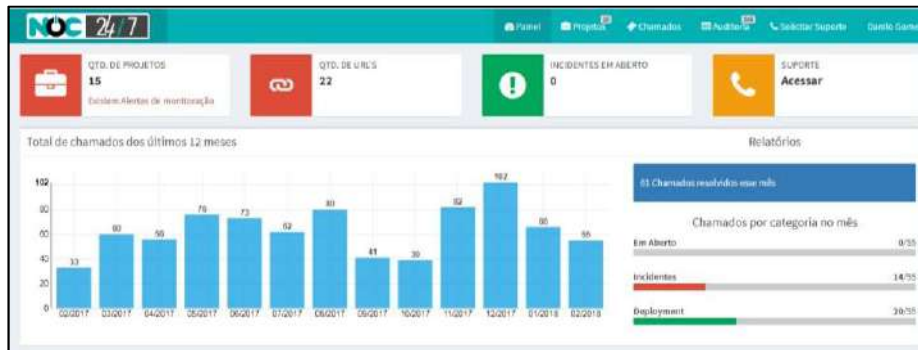 NOC 24/7
Painel Projetos Chamados Auditoria Solicitar Suporte Danilo
QTD. DE PROJETOS
15
Existem Alertas de monitoração
QTD. DE URL'S
22
INCIDENTES EM ABERTO
0
SUPORTE
Acessar
Total de chamados dos últimos 12 meses
102
80
60
40
20
0
33
60
56
76
73
62
80
41
39
82
102
66
55
02/2017 03/2017 04/2017 05/2017 06/2017 07/2017 08/2017 09/2017 10/2017 11/2017 12/2017 01/2018 02/2018
Relatórios
Chamados resolvidos esse mês
Chamados por categoria no mês
Em Aberto 0/55
Incidentes 14/55
Deployment 20/55